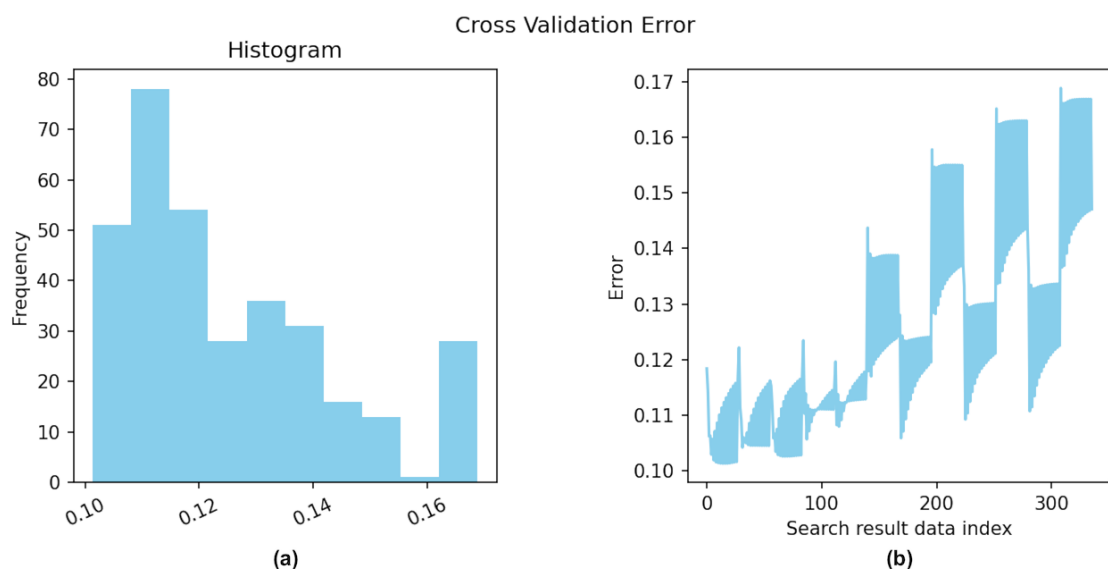 Cross Validation Error
Histogram
Frequency
80
70
60
50
40
30
20
10
0
0.10 0.12 0.14 0.16
(a)
Error
0.17
0.16
0.15
0.14
0.13
0.12
0.11
0.10
0 100 200 300
Search result data index
(b)